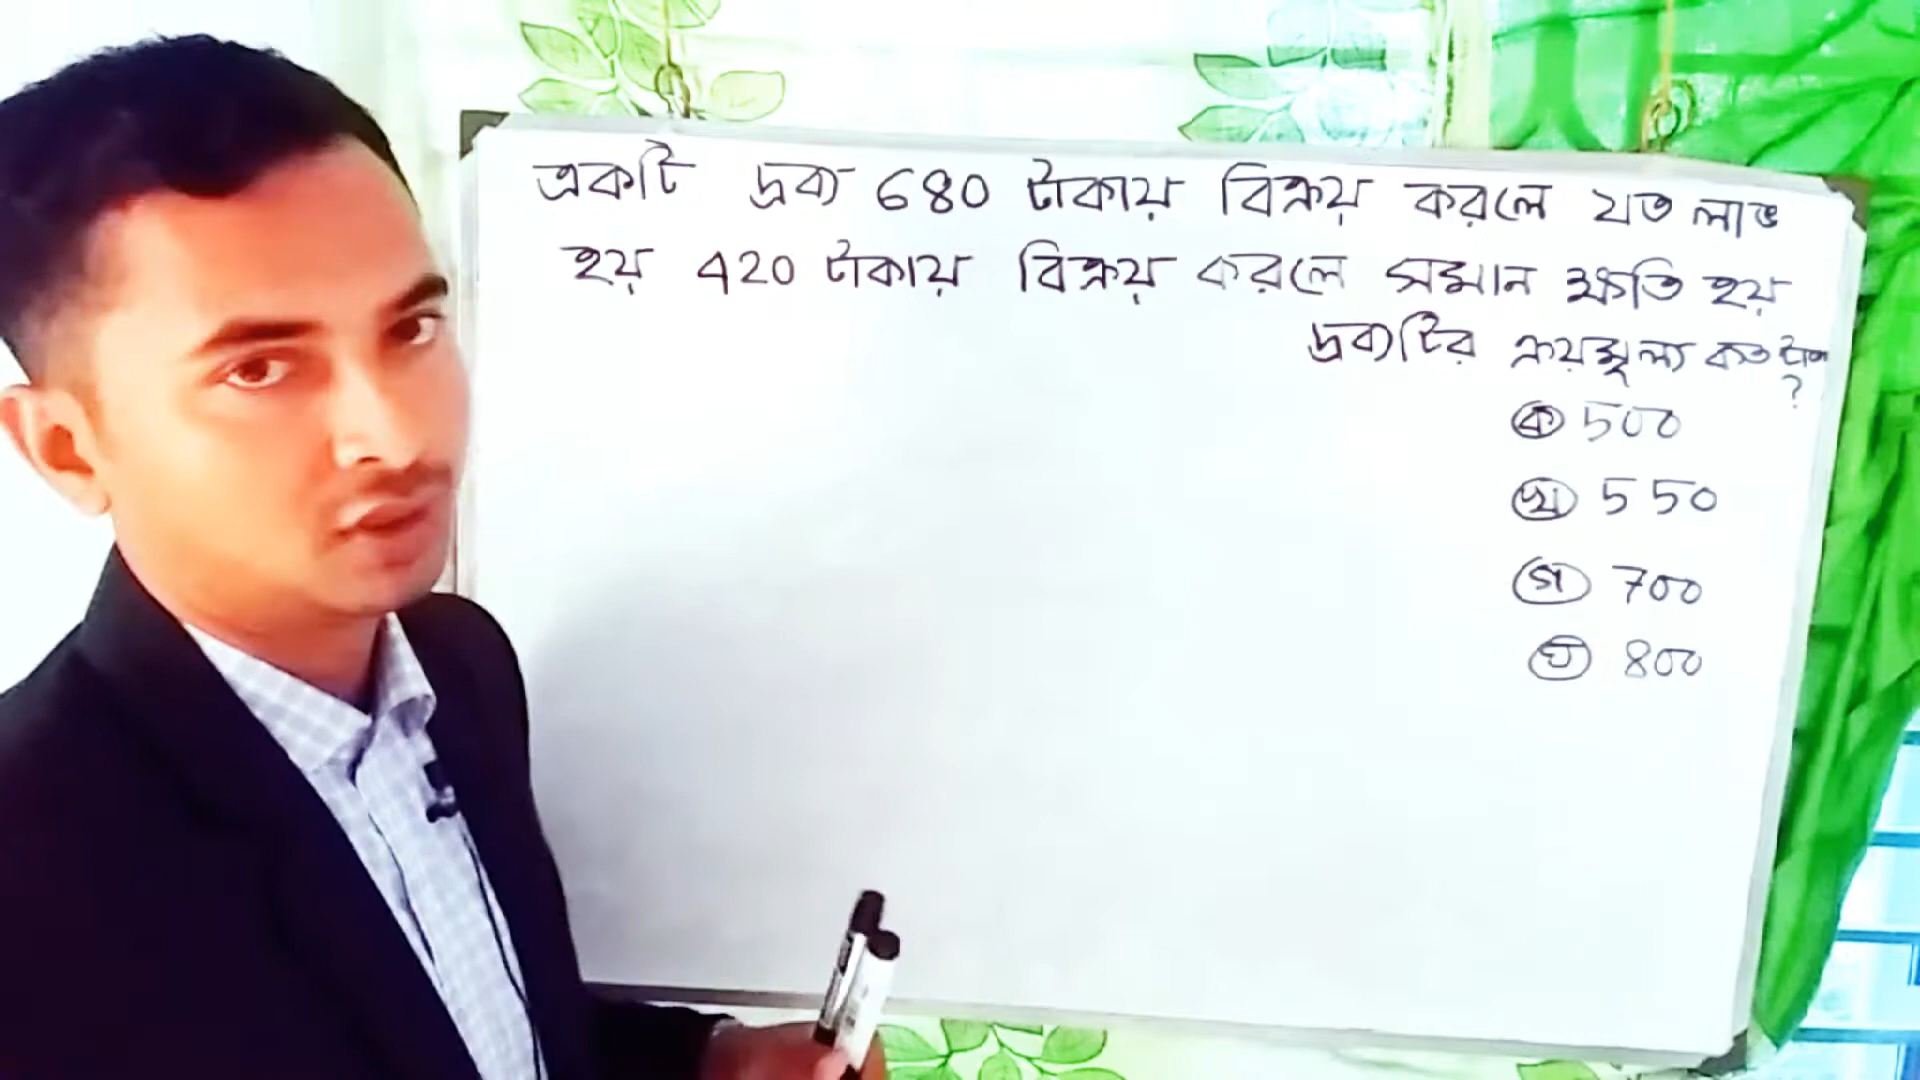 একটি দ্রব্য 680 টাকায় বিক্রয় করলে যত লাভ
হয় 420 টাকায় বিক্রয় করলে সমান ক্ষতি হয়
দ্রব্যটির ক্রয়মূল্য কত টাকা
?
ক 500
খ 550
গ 700
ঘ 800